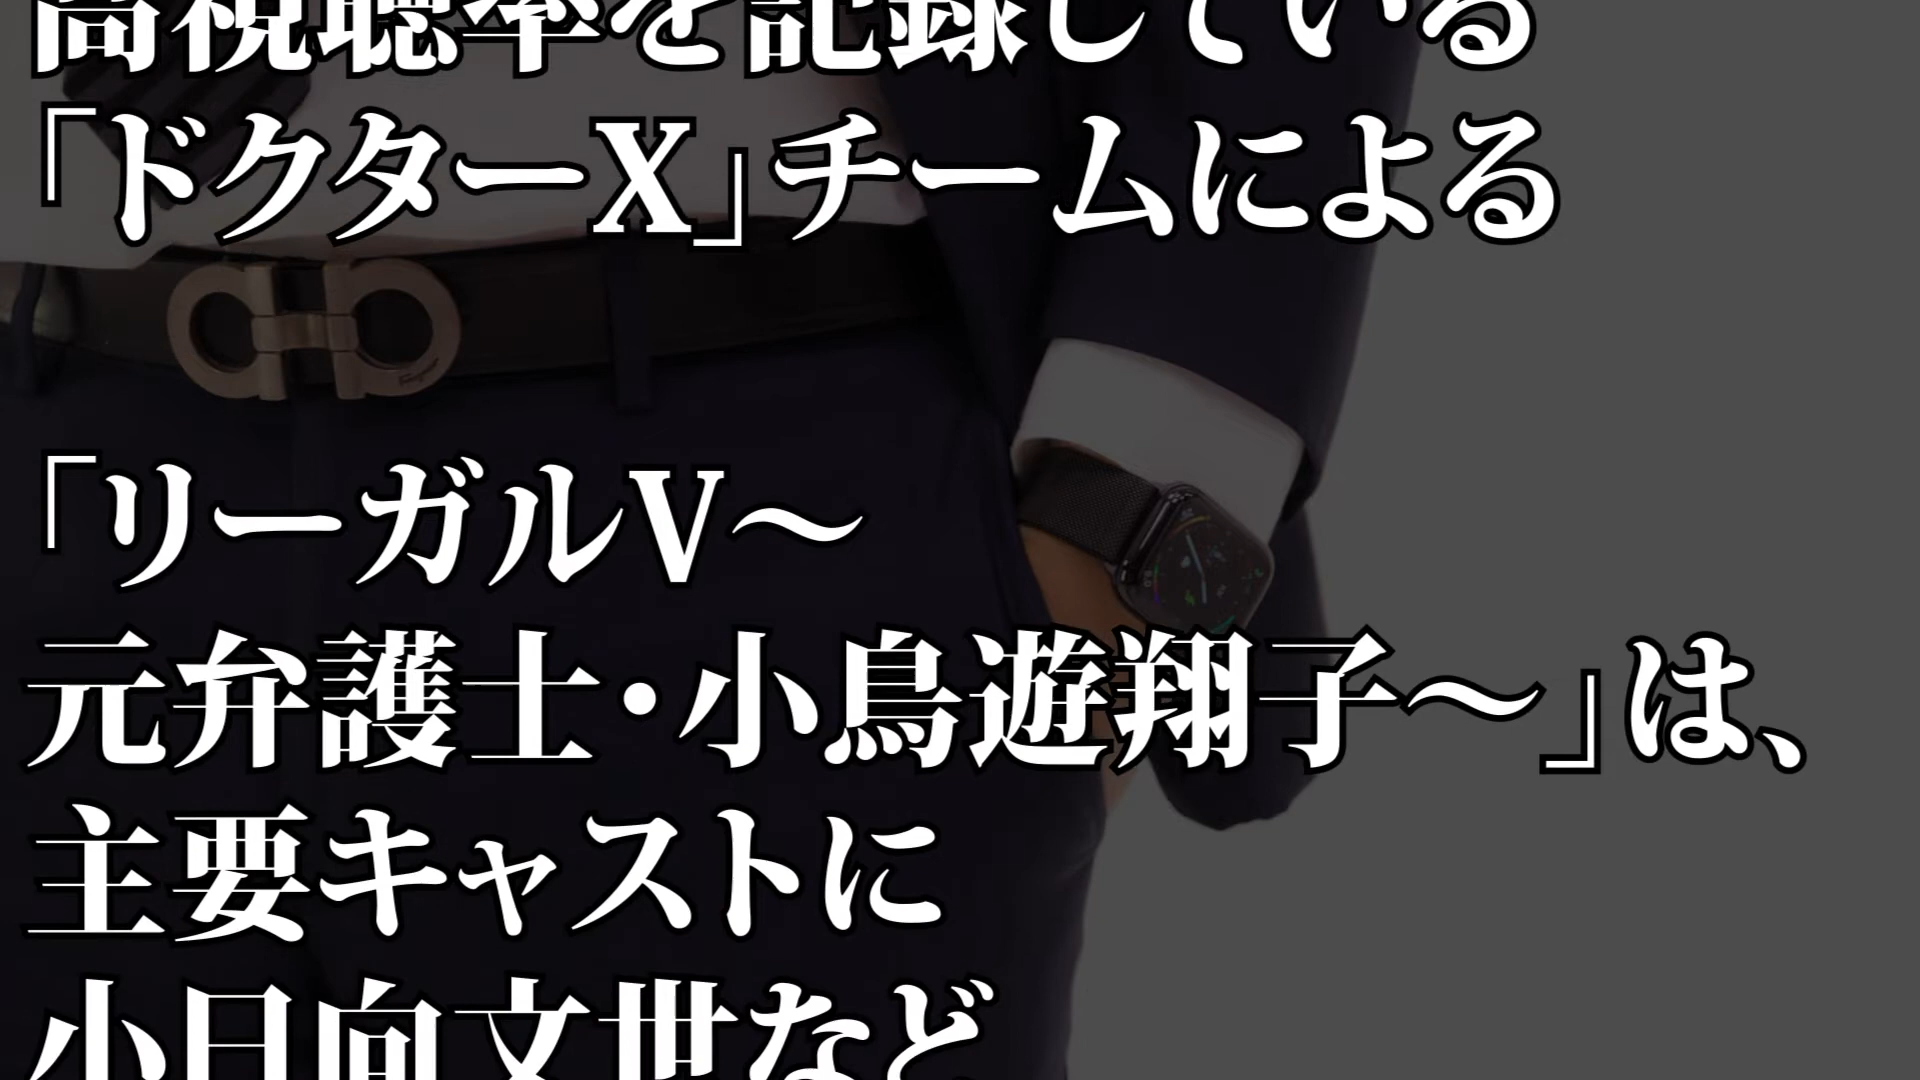 高視聴率を記録している
「ドクターX」チームによる
「リーガルV〜
元弁護士・小鳥遊翔子〜」は、
主要キャストに
小日向文世など